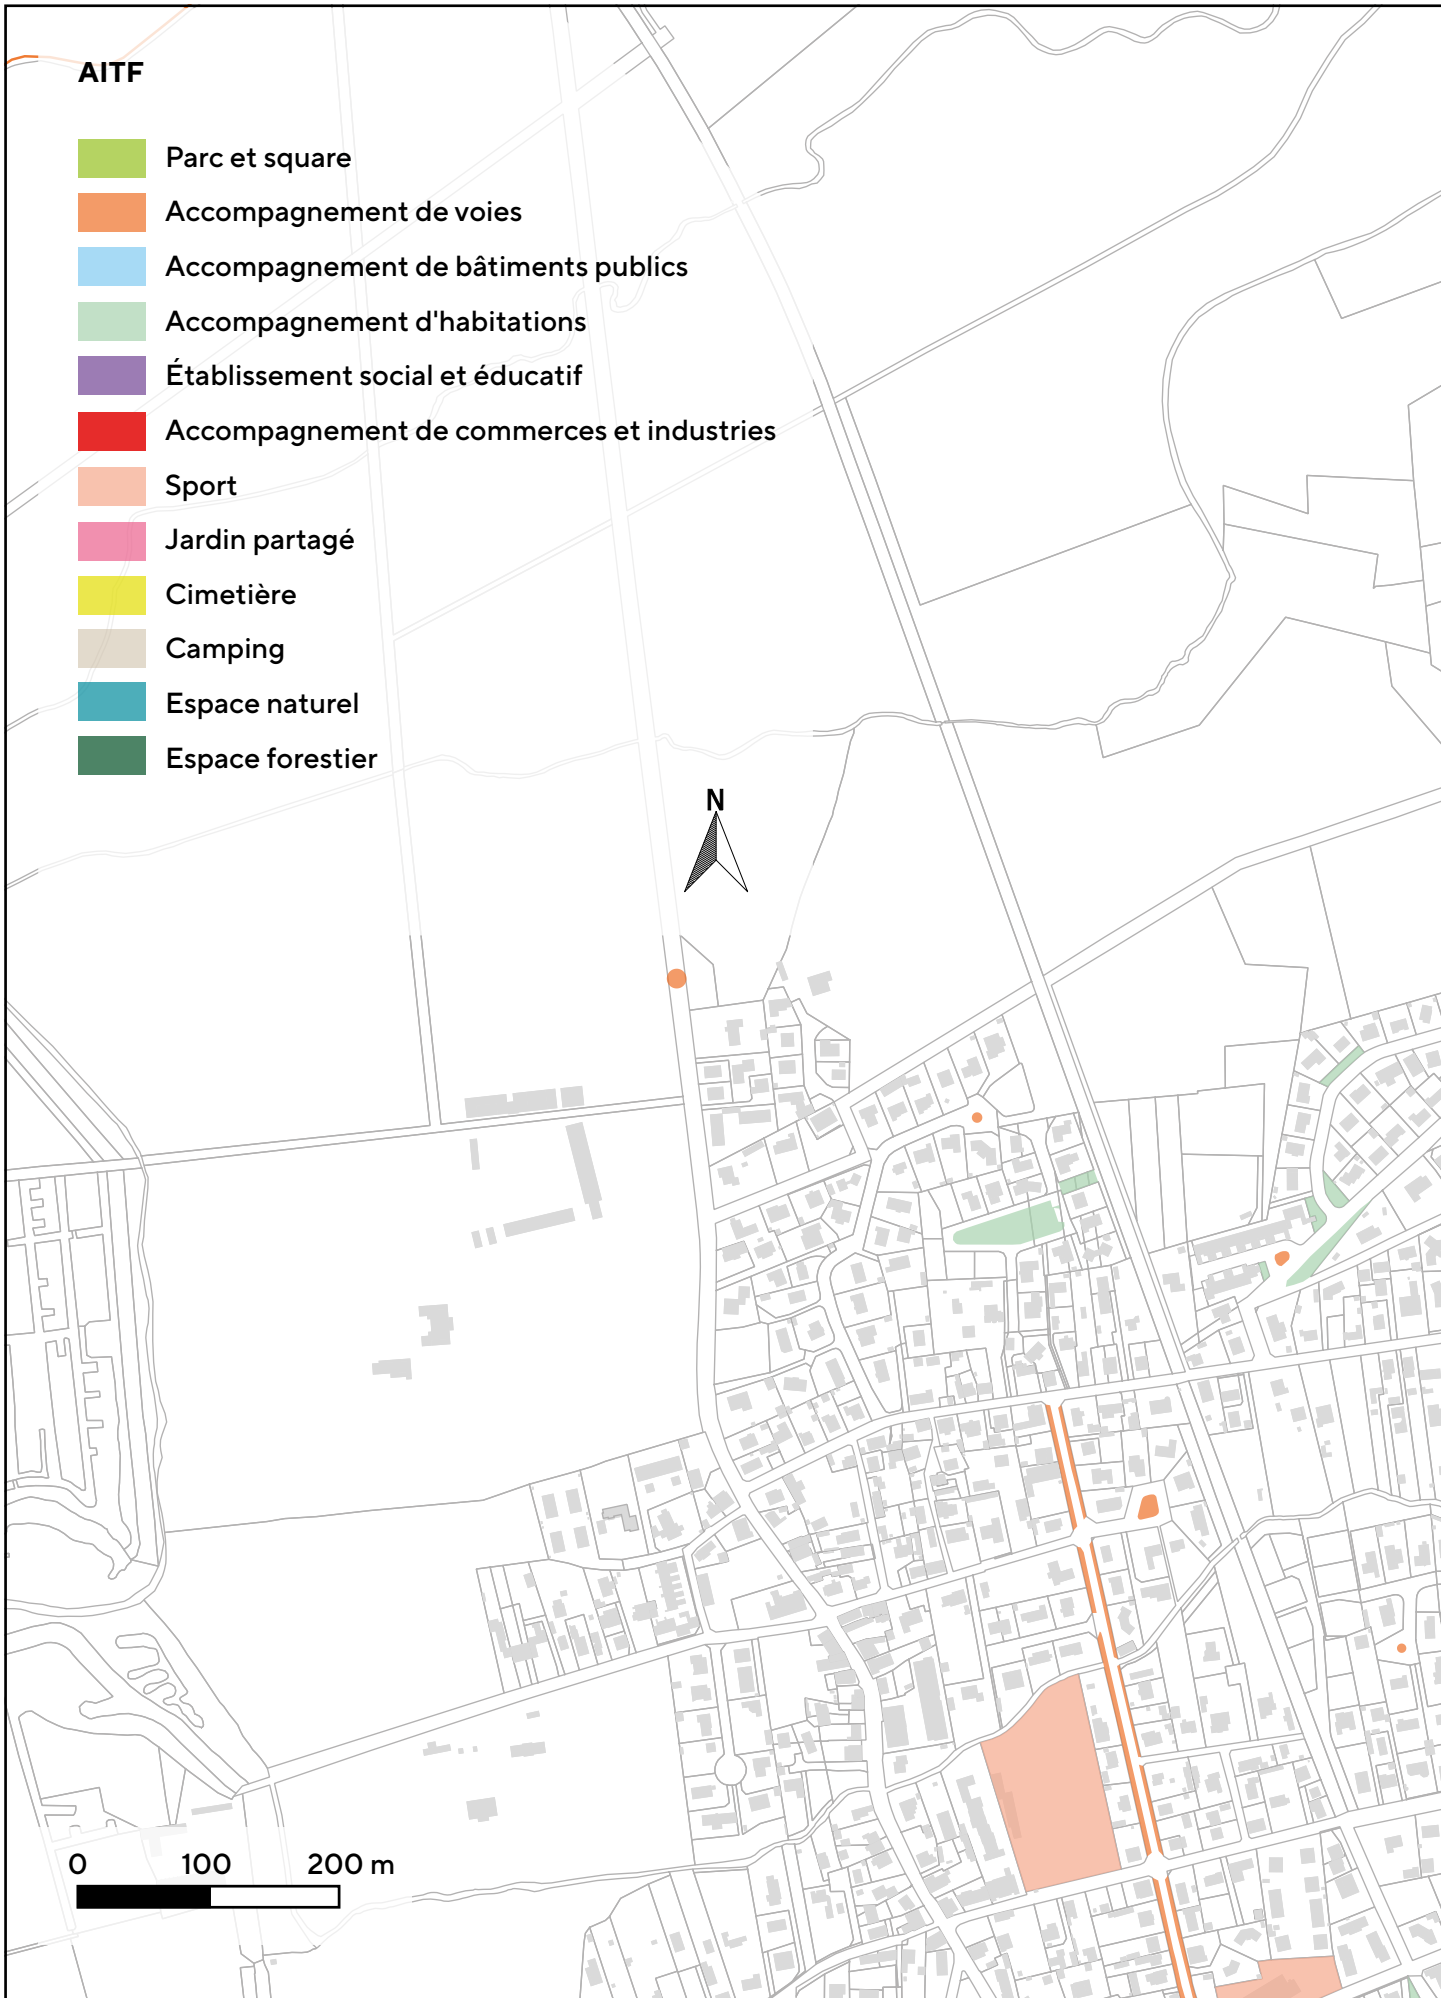 AITF
Parc et square
Accompagnement de voies
Accompagnement de bâtiments publics
Accompagnement d'habitations
Établissement social et éducatif
Accompagnement de commerces et industries
Sport
Jardin partagé
Cimetière
Camping
Espace naturel
Espace forestier
N
0 100 200 m